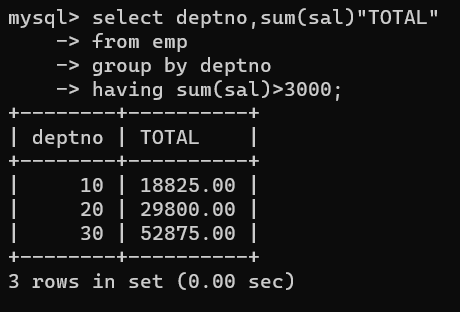 mysql> select deptno,sum(sal)"TOTAL"
    -> from emp
    -> group by deptno
    -> having sum(sal)>3000;
+--------+----------+
| deptno | TOTAL    |
+--------+----------+
|     10 | 18825.00 |
|     20 | 29800.00 |
|     30 | 52875.00 |
+--------+----------+
3 rows in set (0.00 sec)